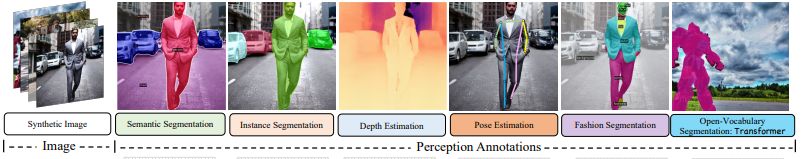 Synthetic Image
Semantic Segmentation
Instance Segmentation
Depth Estimation
Pose Estimation
Fashion Segmentation
Open-Vocabulary
Segmentation: Transformer
Image
Perception Annotations